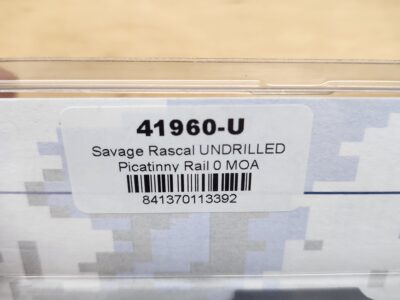 41960-U
Savage Rascal UNDRILLED
Picatinny Rail 0 MOA
841370113392